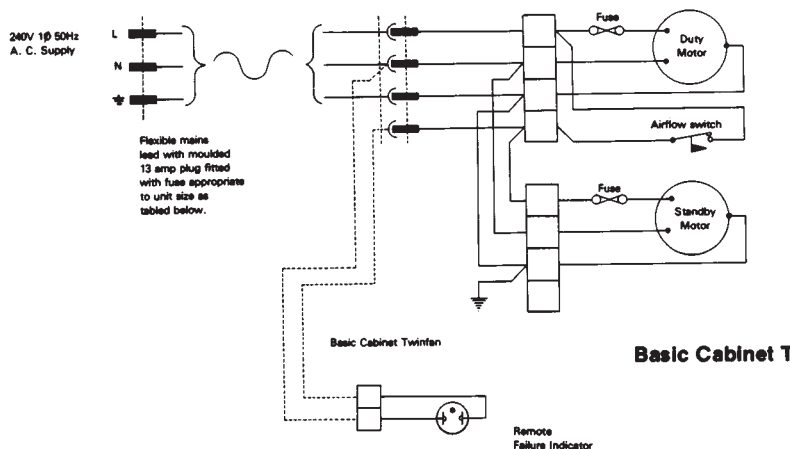 240V 1ϕ 50Hz
A. C. Supply
L
N
Flexible mains
lead with moulded
13 amp plug fitted
with fuse appropriate
to unit size as
tabled below.
Fuse
Duty
Motor
Airflow switch
Fuse
Standby
Motor
Basic Cabinet Twinfan
Basic Cabinet T
Remote
Failure Indicator